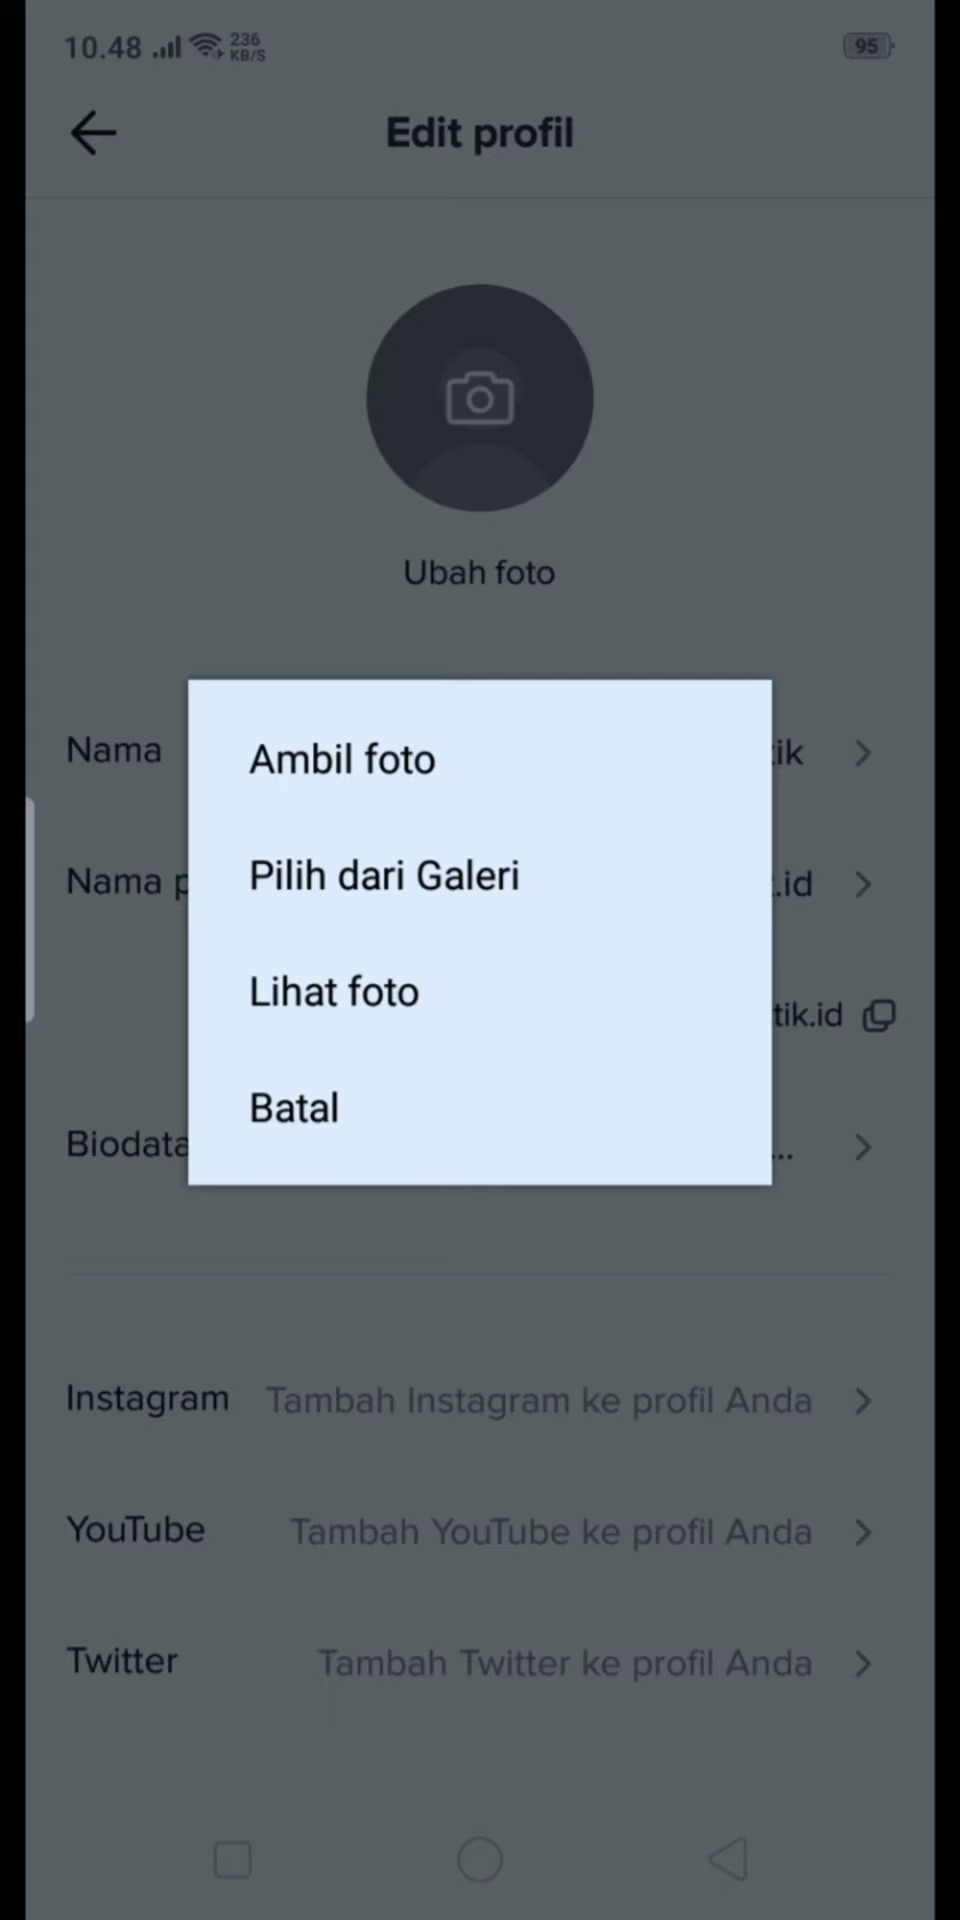 10.48
236
KB/S
95
Edit profil
Ubah foto
Nama
Ambil foto
Pilih dari Galeri
.id
Lihat foto
tik.id
Batal
Biodata
...
Instagram Tambah Instagram ke profil Anda
YouTube Tambah YouTube ke profil Anda
Twitter Tambah Twitter ke profil Anda